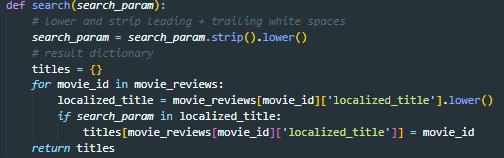 def search(search_param):
    # lower and strip leading + trailing white spaces
    search_param = search_param.strip().lower()
    # result dictionary
    titles = {}
    for movie_id in movie_reviews:
        localized_title = movie_reviews[movie_id]['localized_title'].lower()
        if search_param in localized_title:
            titles[movie_reviews[movie_id]['localized_title']] = movie_id
    return titles